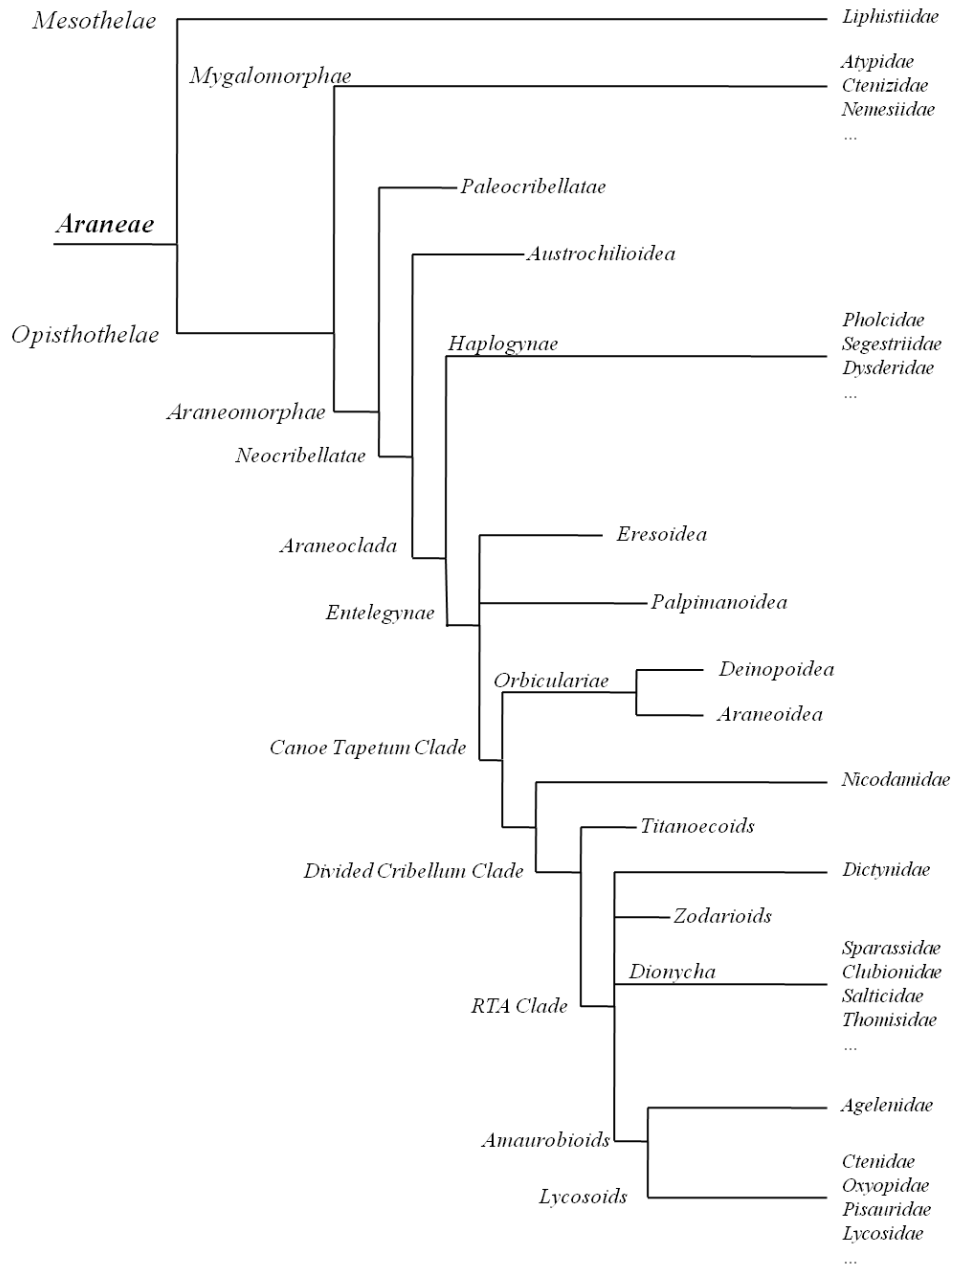 Mesothelae
Liphistiidae
Mygalomorphae
Atypidae
Ctenizidae
Nemesiidae
...
Paleocribellatae
Araneae
Austrochilioidea
Opisthothelae
Haplogynae
Pholcidae
Segestriidae
Dysderidae
...
Araneomorphae
Neocribellatae
Eresoidea
Araneoclada
Palpimanoidea
Entelegynae
Orbiculariae
Deinopoidea
Araneoidea
Canoe Tapetum Clade
Nicodamidae
Titanoecoids
Divided Cribellum Clade
Dictynidae
Zodarioids
Dionycha
Sparassidae
Clubionidae
Salticidae
Thomisidae
...
RTA Clade
Agelenidae
Amaurobioids
Lycosoids
Ctenidae
Oxyopidae
Pisauridae
Lycosidae
...